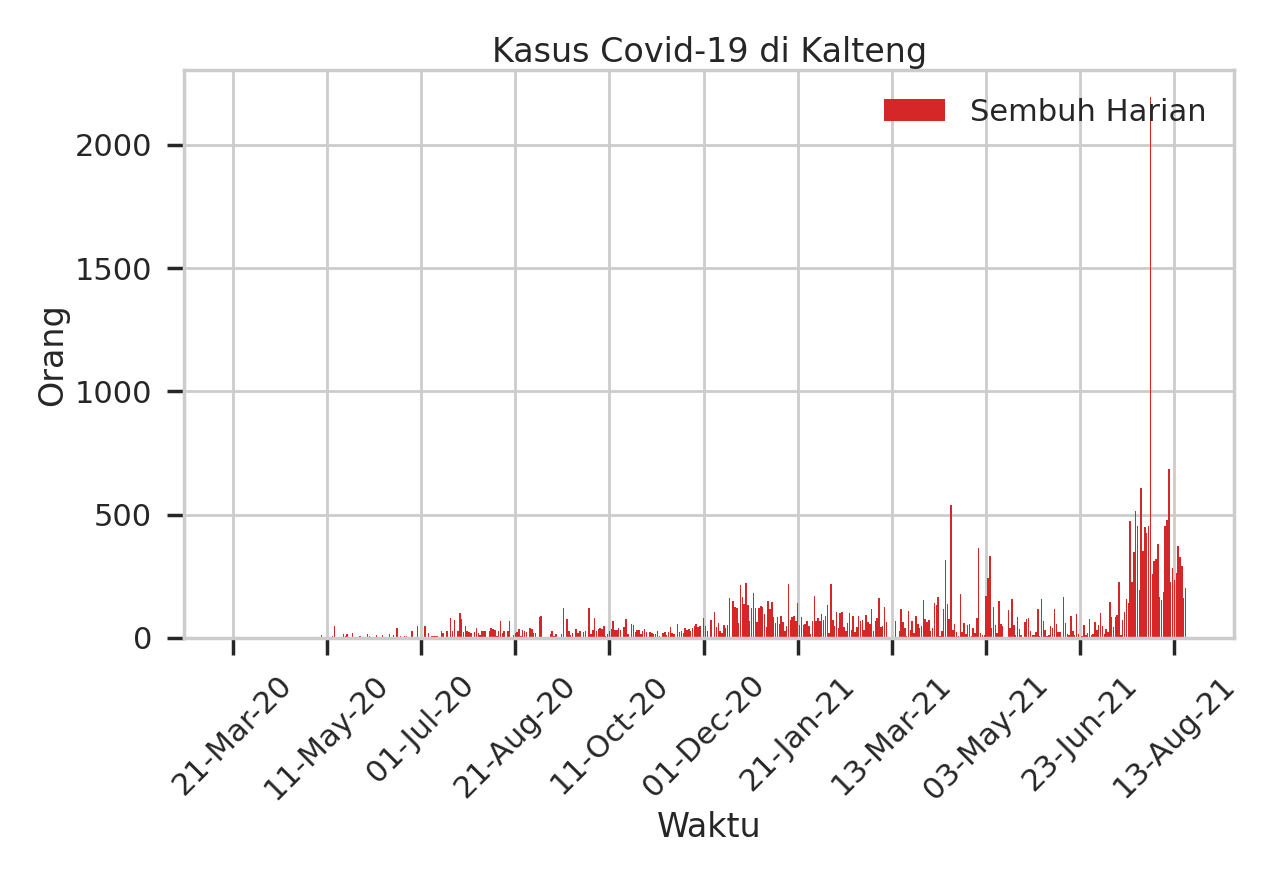 Kasus Covid-19 di Kalteng
Sembuh Harian
Orang
2000
1500
1000
500
0
21-Mar-20
11-May-20
01-Jul-20
21-Aug-20
11-Oct-20
01-Dec-20
21-Jan-21
13-Mar-21
03-May-21
23-Jun-21
13-Aug-21
Waktu